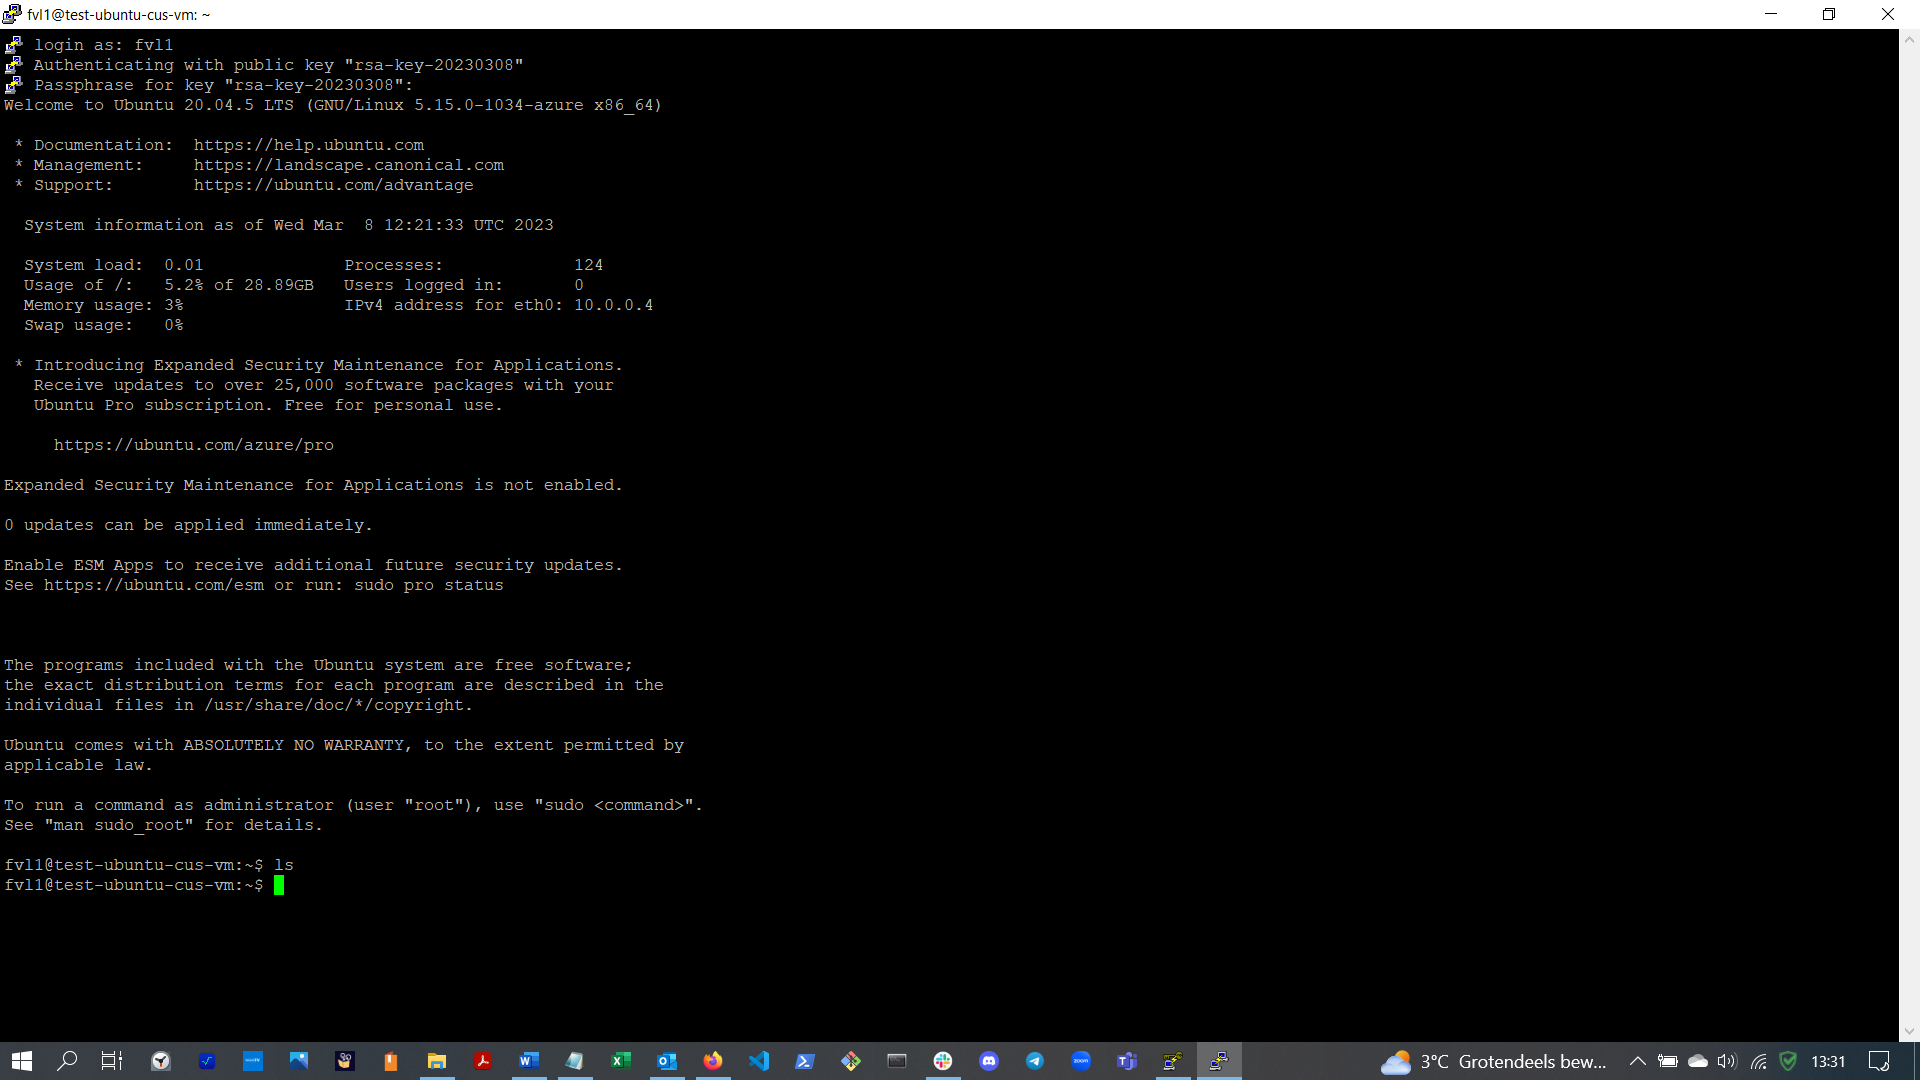 fvl1@test-ubuntu-cus-vm: ~
login as: fvl1
Authenticating with public key "rsa-key-20230308"
Passphrase for key "rsa-key-20230308":
Welcome to Ubuntu 20.04.5 LTS (GNU/Linux 5.15.0-1034-azure x86_64)
* Documentation:  https://help.ubuntu.com
* Management:     https://landscape.canonical.com
* Support:        https://ubuntu.com/advantage
System information as of Wed Mar  8 12:21:33 UTC 2023
System load:  0.01              Processes:             124
Usage of /:   5.2% of 28.89GB   Users logged in:       0
Memory usage: 3%                IPv4 address for eth0: 10.0.0.4
Swap usage:   0%
* Introducing Expanded Security Maintenance for Applications.
Receive updates to over 25,000 software packages with your
Ubuntu Pro subscription. Free for personal use.
https://ubuntu.com/azure/pro
Expanded Security Maintenance for Applications is not enabled.
0 updates can be applied immediately.
Enable ESM Apps to receive additional future security updates.
See https://ubuntu.com/esm or run: sudo pro status
The programs included with the Ubuntu system are free software;
the exact distribution terms for each program are described in the
individual files in /usr/share/doc/*/copyright.
Ubuntu comes with ABSOLUTELY NO WARRANTY, to the extent permitted by
applicable law.
To run a command as administrator (user "root"), use "sudo <command>".
See "man sudo_root" for details.
fvl1@test-ubuntu-cus-vm:~$ ls
fvl1@test-ubuntu-cus-vm:~$
3°C Grotendeels bew... 13:31